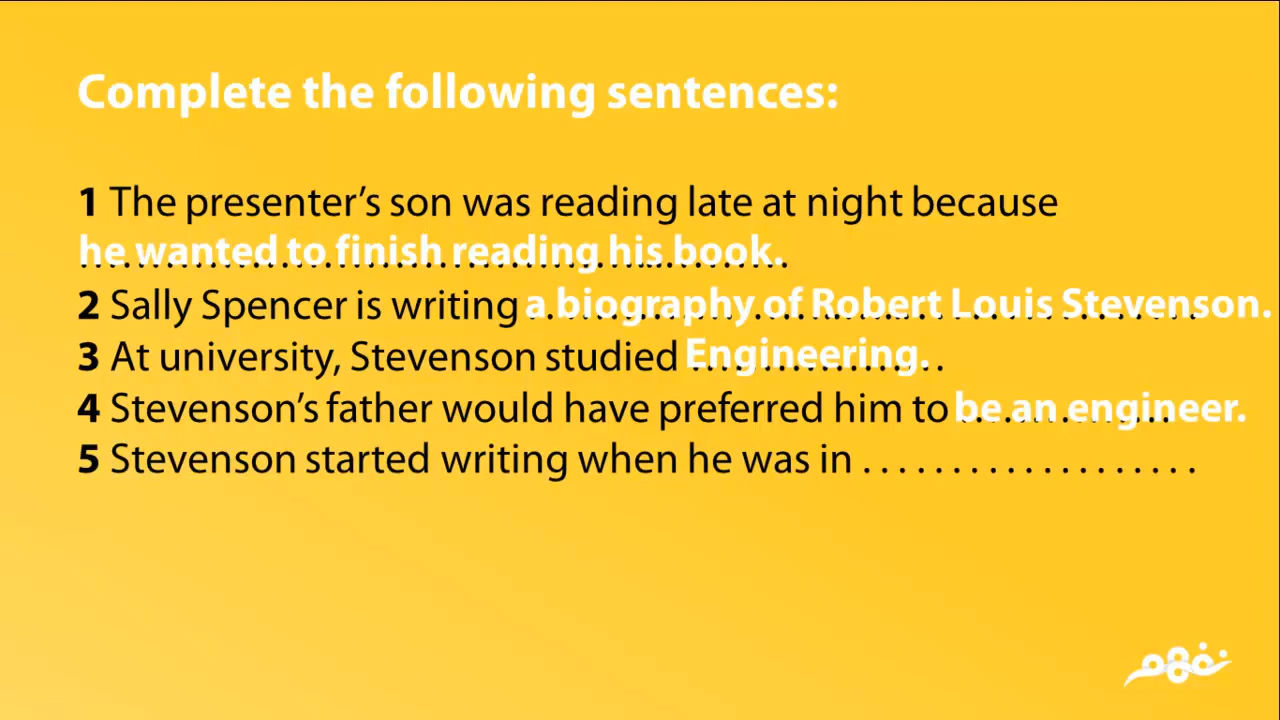 Complete the following sentences:
1 The presenter's son was reading late at night because
he wanted to finish reading his book.
2 Sally Spencer is writing a biography of Robert Louis Stevenson.
3 At university, Stevenson studied Engineering.
4 Stevenson's father would have preferred him to be an engineer.
5 Stevenson started writing when he was in ...................
نفهم